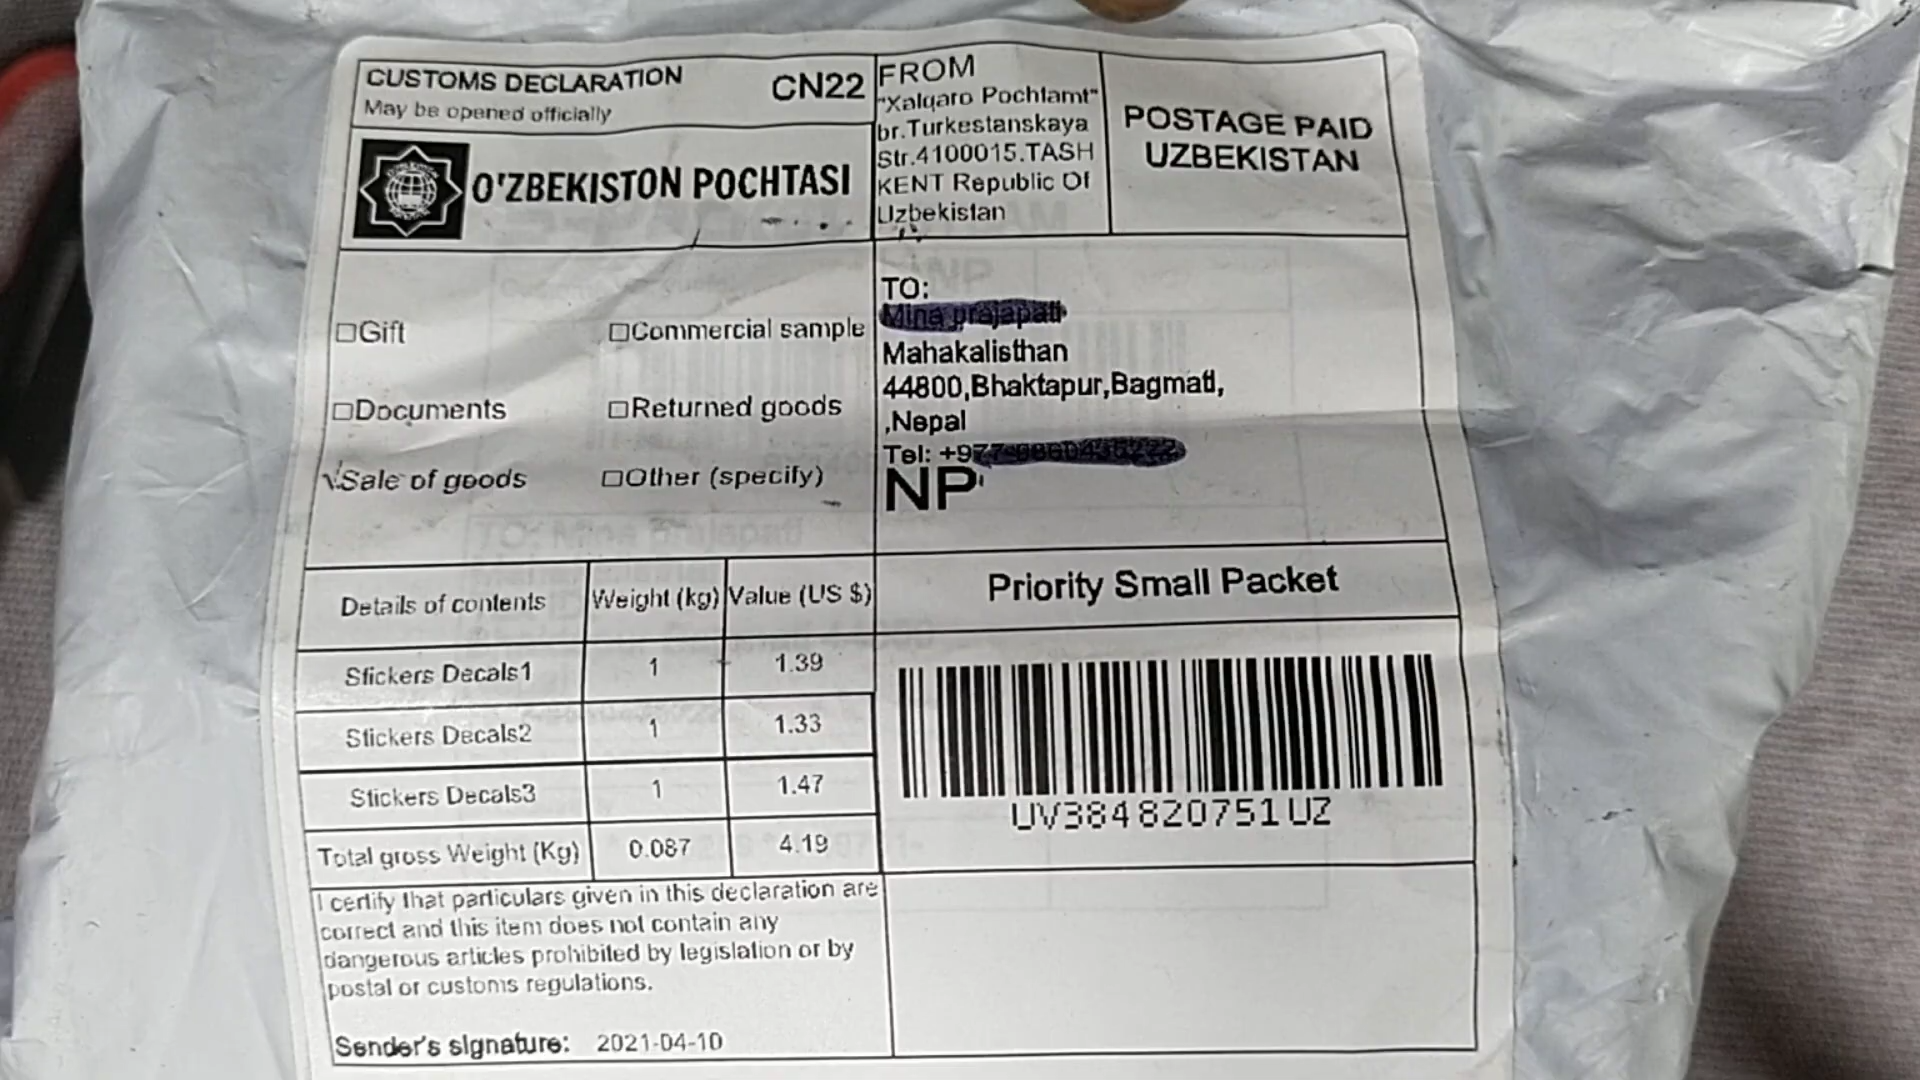 CUSTOMS DECLARATION CN22
May be opened officially
O'ZBEKISTON POCHTASI
FROM
"Xalqaro Pochtamt"
br.Turkestanskaya
Str.4100015.TASH
KENT Republic Of
Uzbekistan
POSTAGE PAID
UZBEKISTAN
TO:
Mahakalisthan
44800,Bhaktapur,Bagmati,
,Nepal
Tel: +97
NP
□Gift □Commercial sample
□Documents □Returned goods
√Sale of goods □Other (specify)
Details of contents Weight (kg) Value (US $)
Stickers Decals1 1 1.39
Stickers Decals2 1 1.33
Stickers Decals3 1 1.47
Total gross Weight (Kg) 0.087 4.19
Priority Small Packet
UV384820751UZ
I certify that particulars given in this declaration are
correct and this item does not contain any
dangerous articles prohibited by legislation or by
postal or customs regulations.
Sender's signature: 2021-04-10